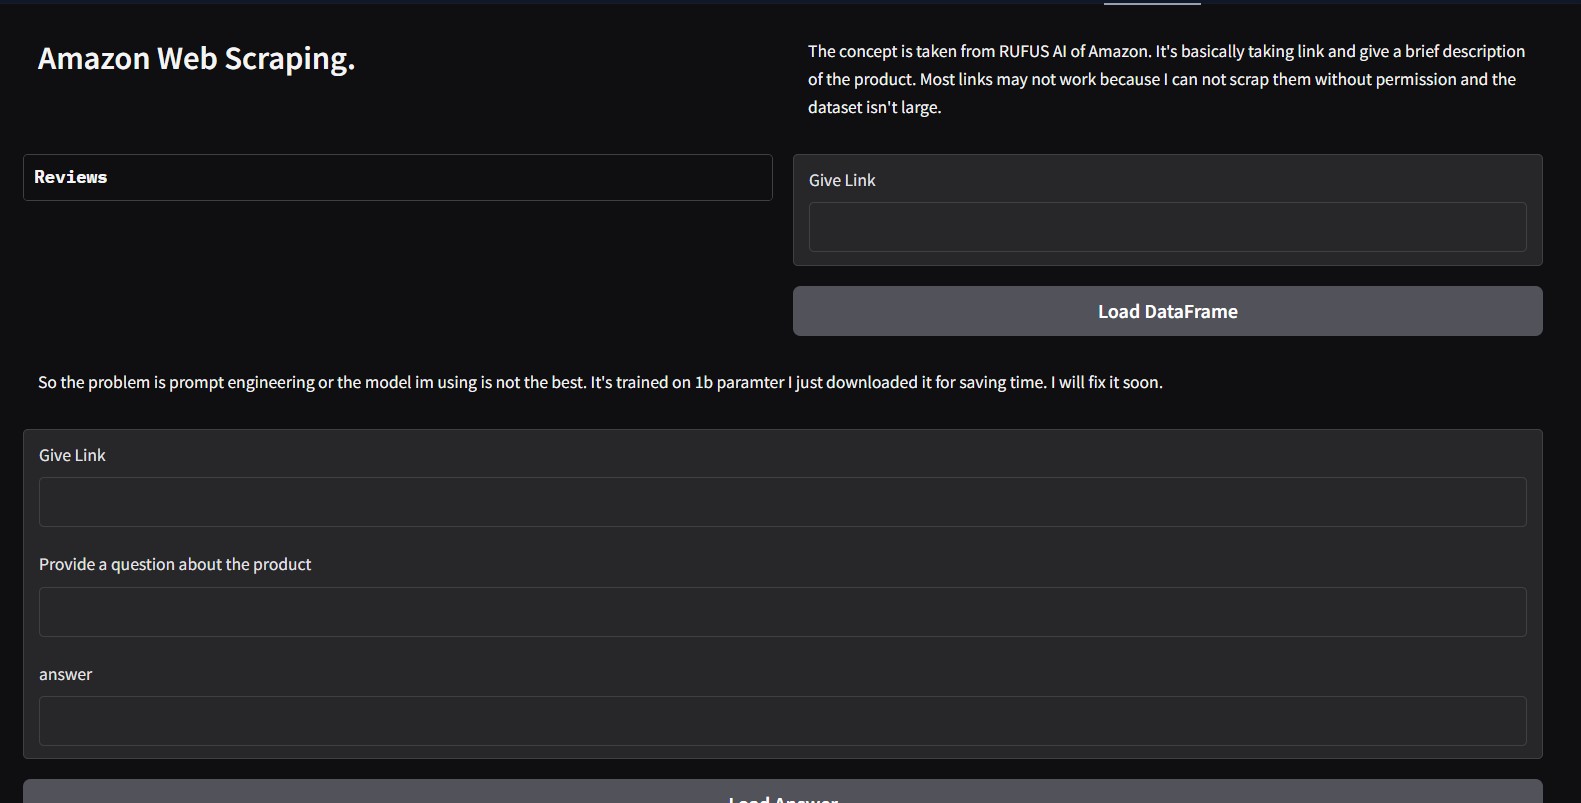 Amazon Web Scraping.
The concept is taken from RUFUS AI of Amazon. It's basically taking link and give a brief description
of the product. Most links may not work because I can not scrap them without permission and the
dataset isn't large.
Reviews
Give Link
Load DataFrame
So the problem is prompt engineering or the model im using is not the best. It's trained on 1b paramter I just downloaded it for saving time. I will fix it soon.
Give Link
Provide a question about the product
answer
Load Answer